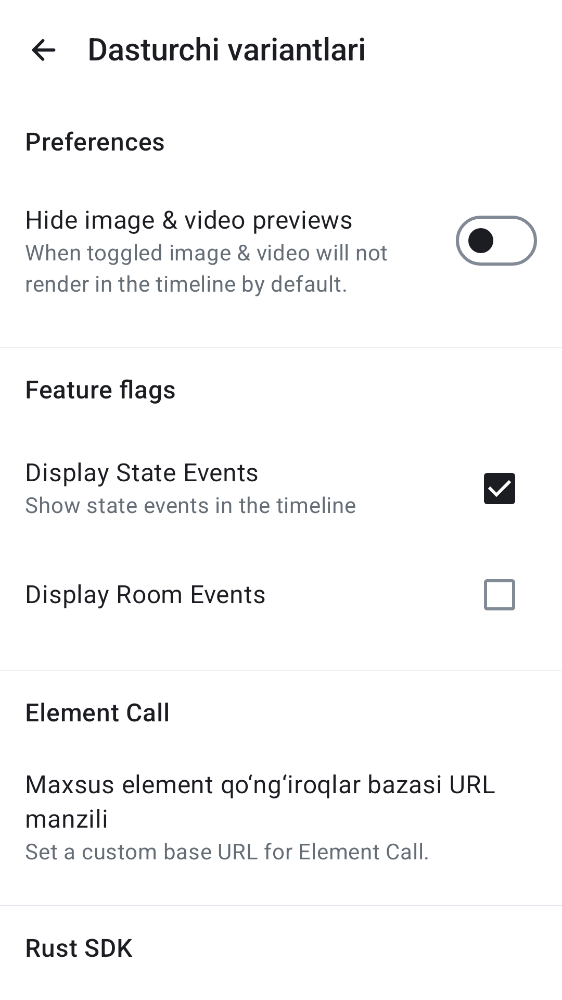 Dasturchi variantlari
Preferences
Hide image & video previews
When toggled image & video will not
render in the timeline by default.
Feature flags
Display State Events
Show state events in the timeline
Display Room Events
Element Call
Maxsus element qo‘ng‘iroqlar bazasi URL
manzili
Set a custom base URL for Element Call.
Rust SDK